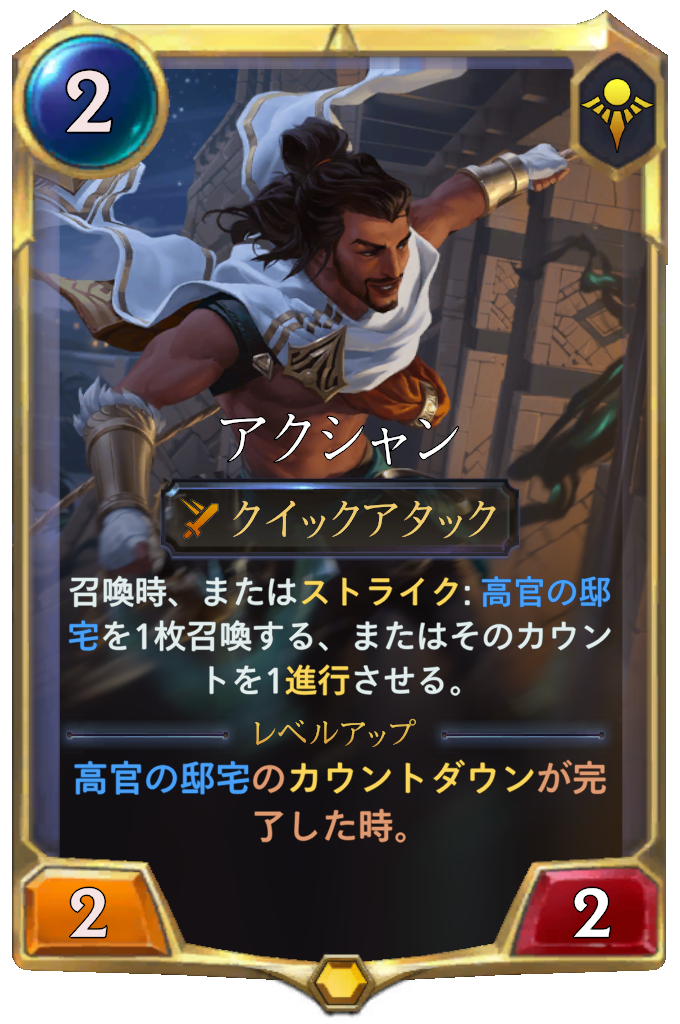 2
アクシャン
クイックアタック
召喚時、またはストライク: 高官の邸
宅を1枚召喚する、またはそのカウン
トを1進行させる。
レベルアップ
高官の邸宅のカウントダウンが完
了した時。
2 2